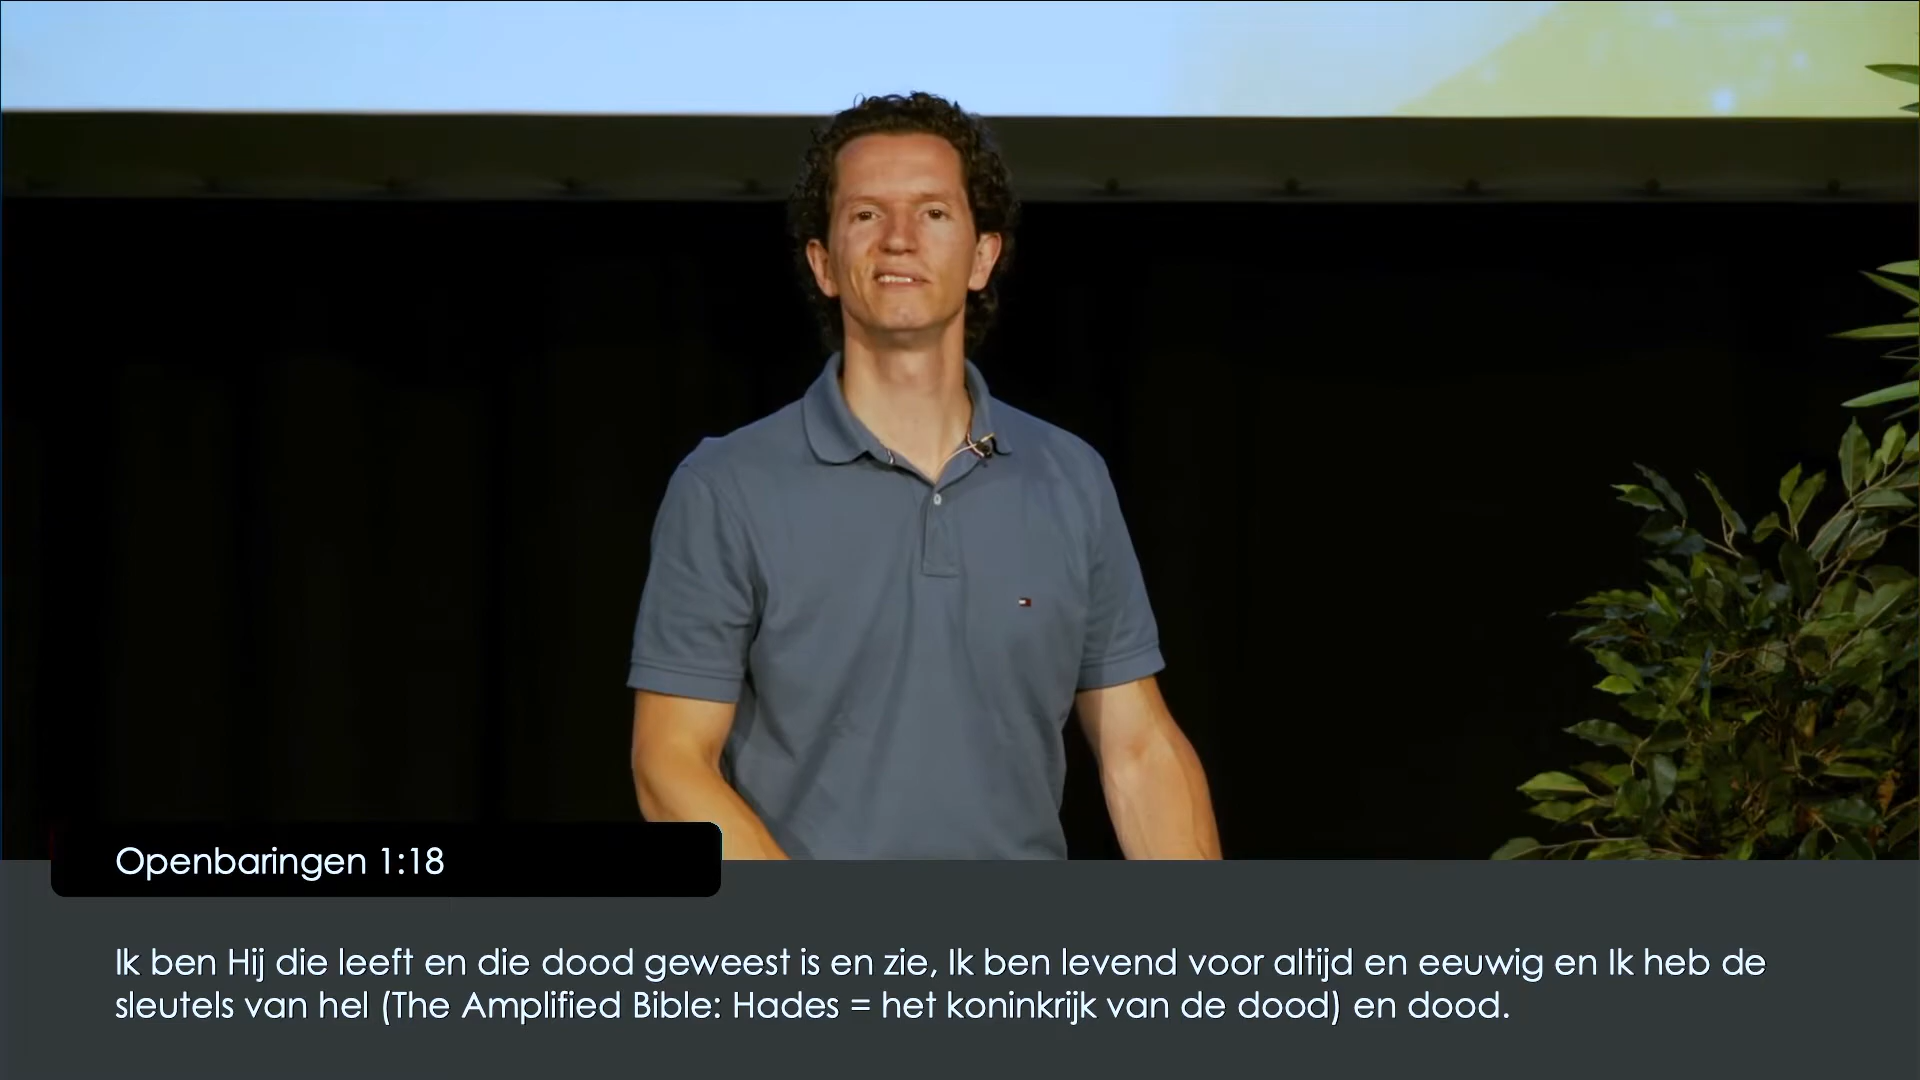 Openbaringen 1:18
Ik ben Hij die leeft en die dood geweest is en zie, Ik ben levend voor altijd en eeuwig en Ik heb de
sleutels van hel (The Amplified Bible: Hades = het koninkrijk van de dood) en dood.